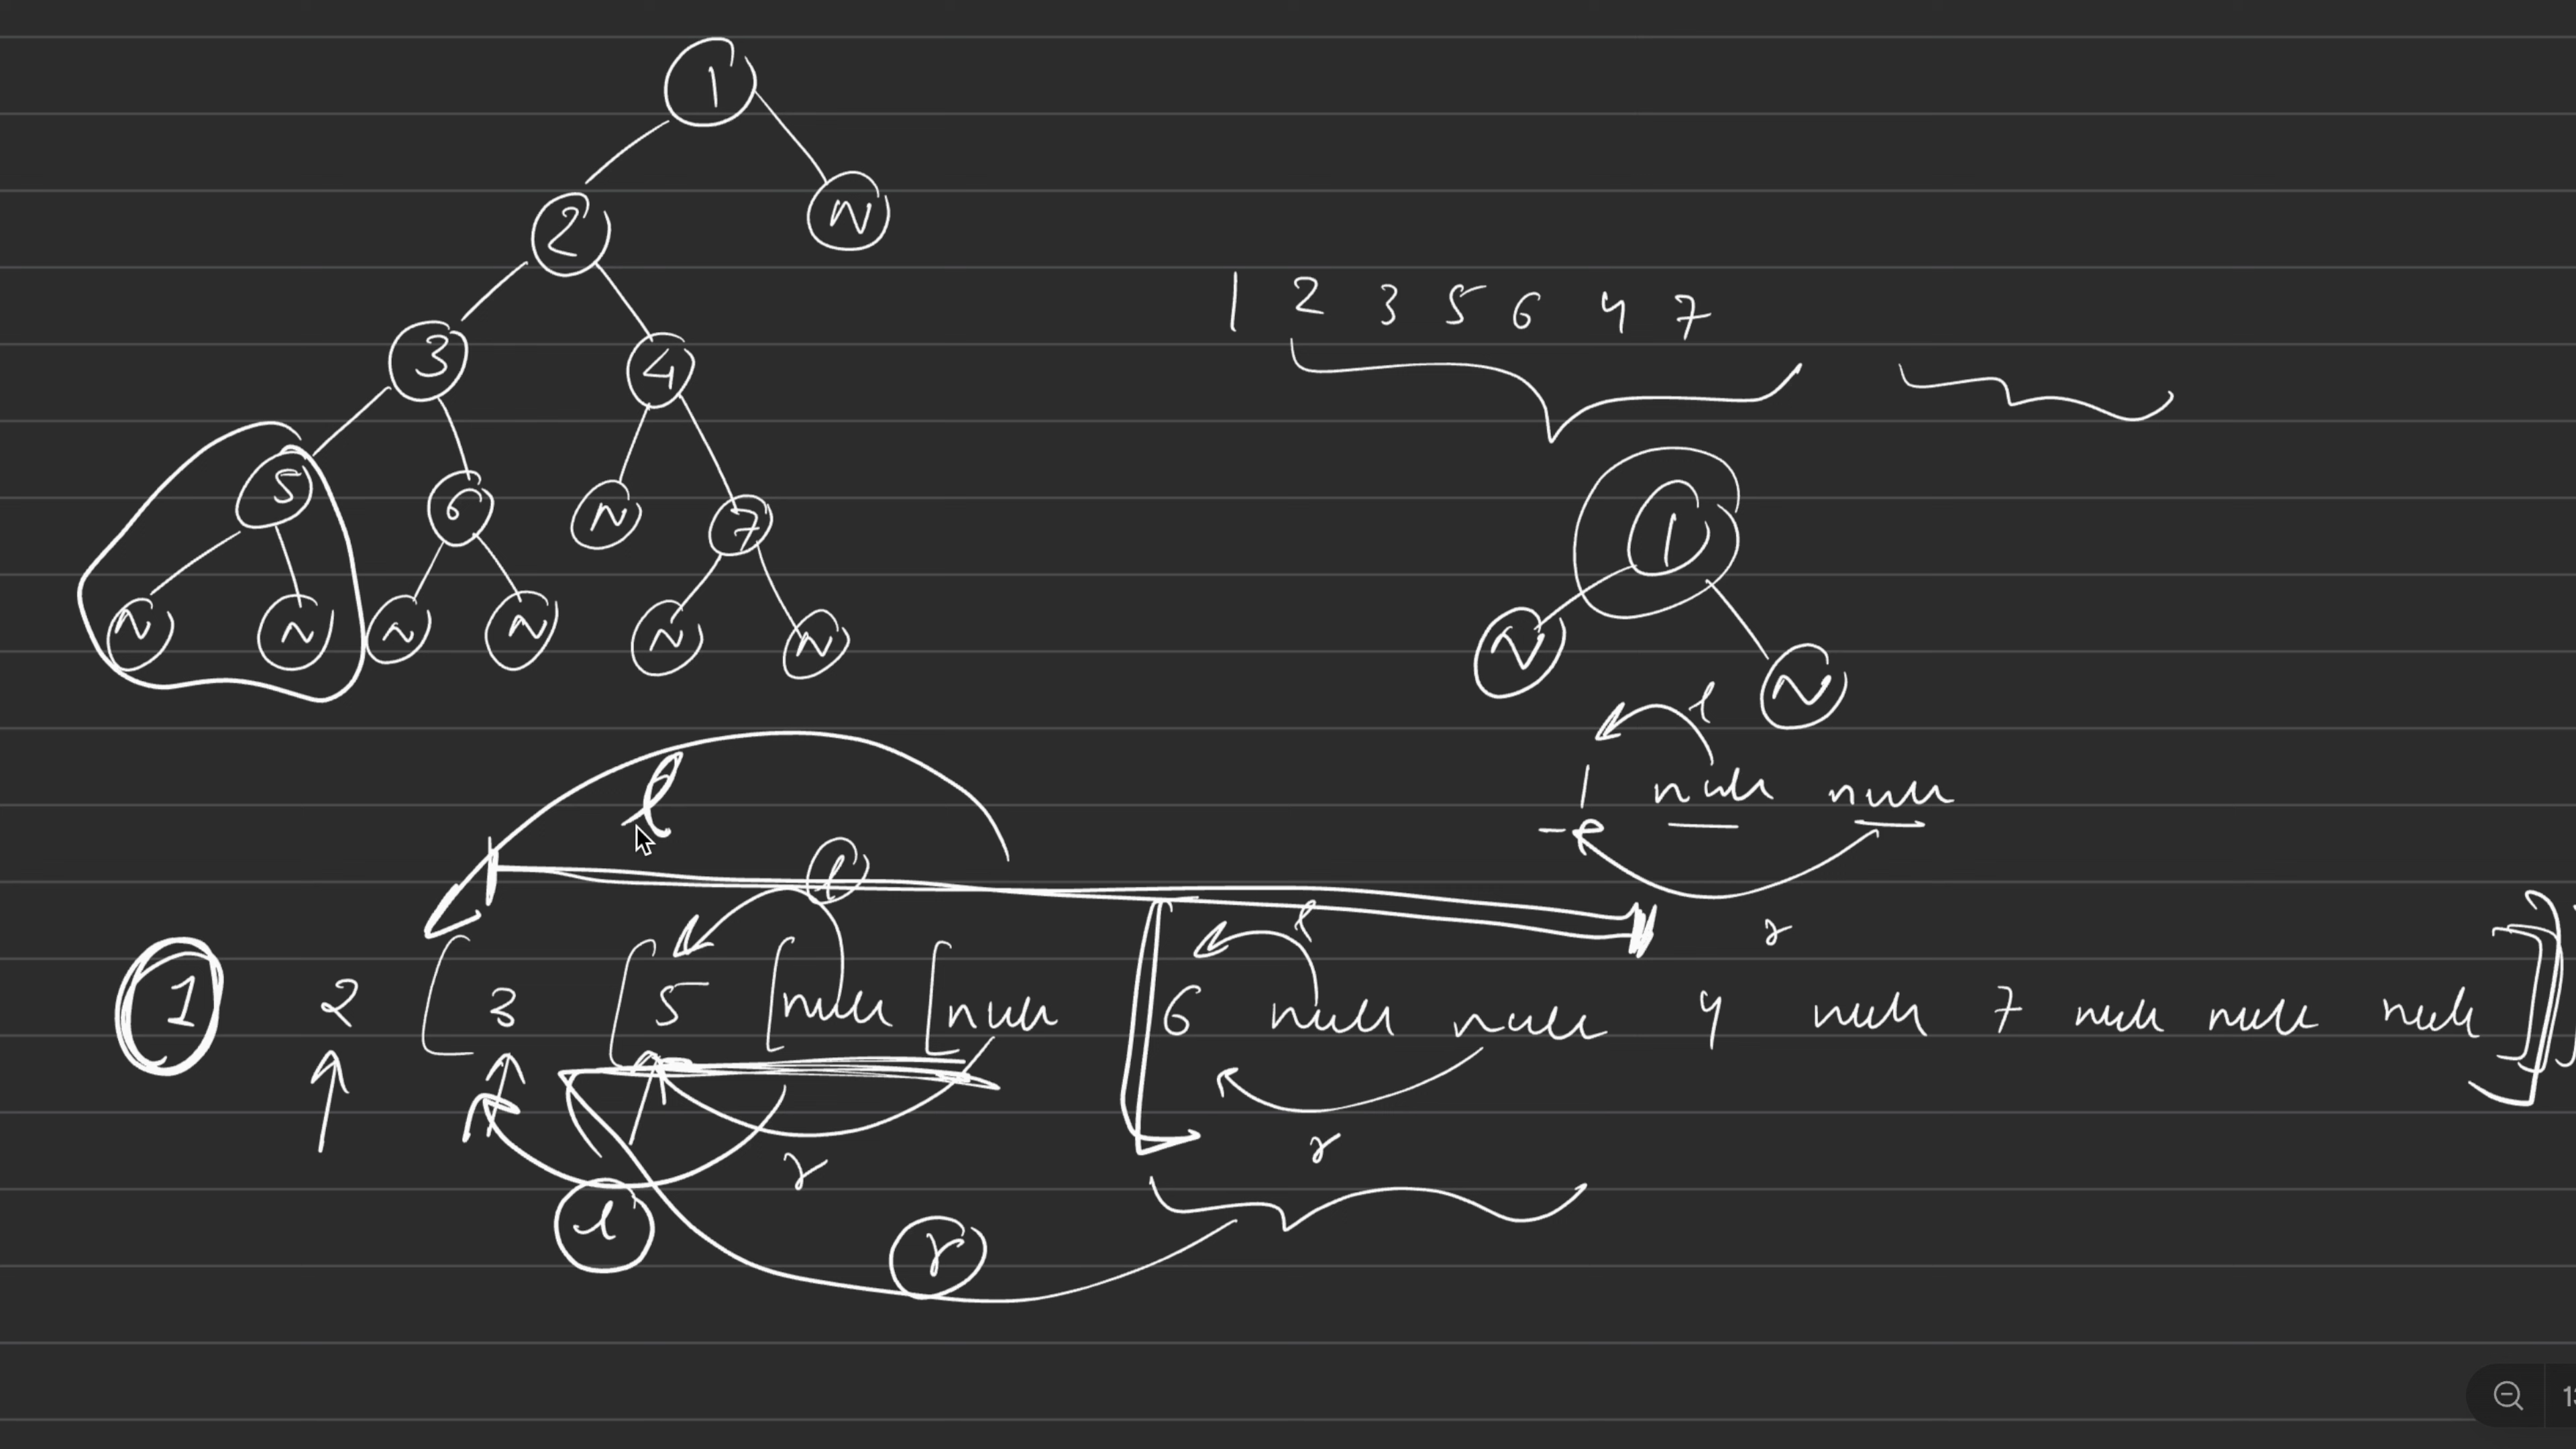 1
2 N
1 2 3 5 6 4 7
3 4
5 6 N 7
1
N N N N N N
N N
l
1 null null
l
l
l
r
1 2 [ 3 [ 5 [ null [ null [ 6 null null 4 null 7 null null null ] ] ]
r r
l r
13